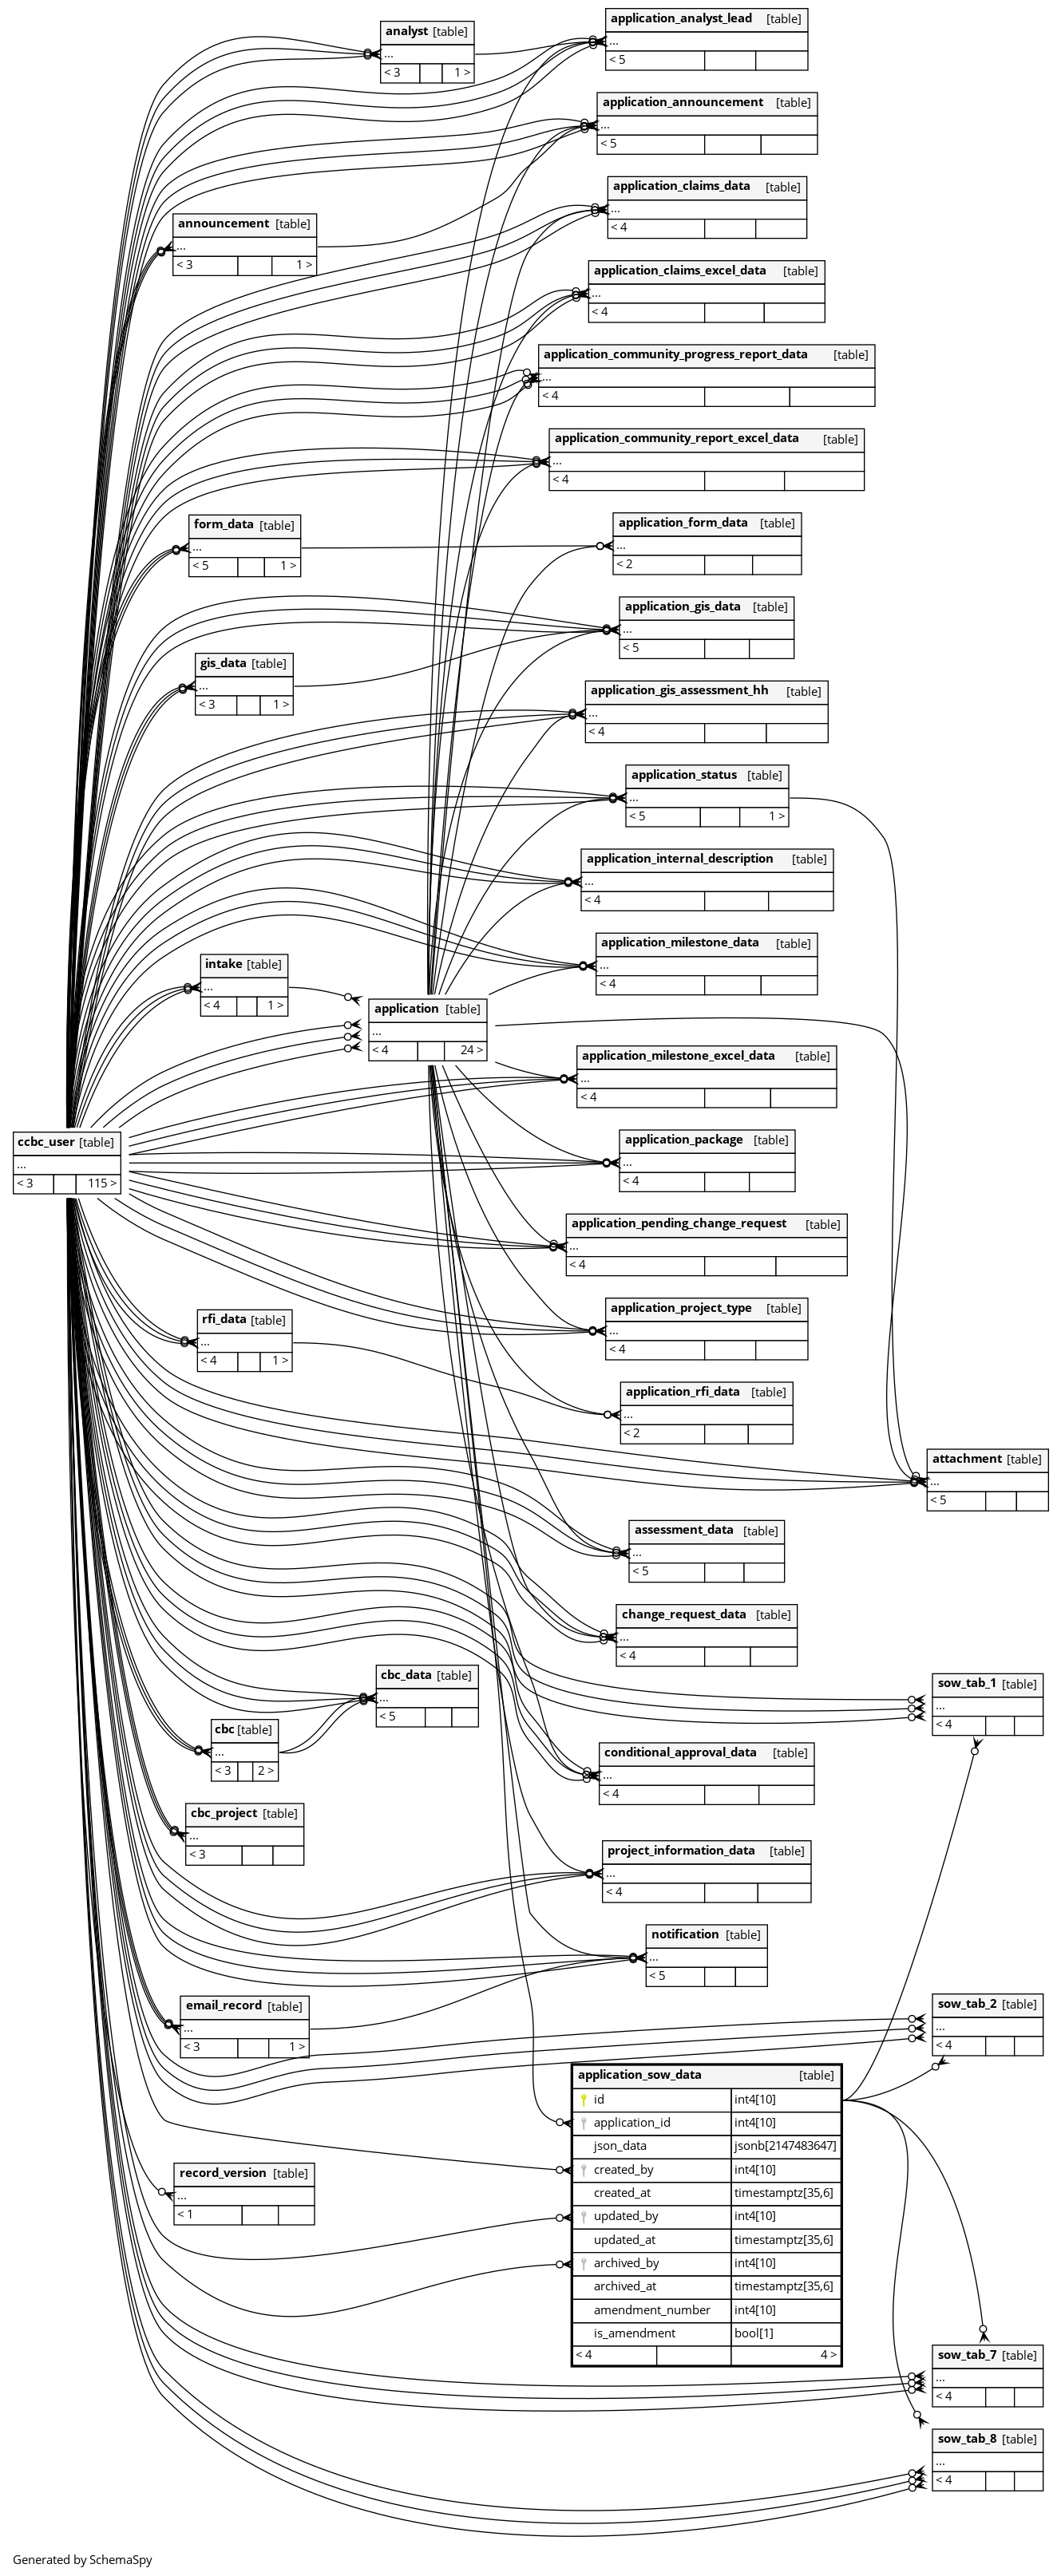 analyst [table]
...
< 3 1 >
application_analyst_lead [table]
...
< 5
application_announcement [table]
...
< 5
application_claims_data [table]
...
< 4
announcement [table]
...
< 3 1 >
application_claims_excel_data [table]
...
< 4
application_community_progress_report_data [table]
...
< 4
application_community_report_excel_data [table]
...
< 4
form_data [table]
...
< 5 1 >
application_form_data [table]
...
< 2
application_gis_data [table]
...
< 5
gis_data [table]
...
< 3 1 >
application_gis_assessment_hh [table]
...
< 4
application_status [table]
...
< 5 1 >
application_internal_description [table]
...
< 4
application_milestone_data [table]
...
< 4
intake [table]
...
< 4 1 >
application [table]
...
< 4 24 >
application_milestone_excel_data [table]
...
< 4
ccbc_user [table]
...
< 3 115 >
application_package [table]
...
< 4
application_pending_change_request [table]
...
< 4
application_project_type [table]
...
< 4
rfi_data [table]
...
< 4 1 >
application_rfi_data [table]
...
< 2
attachment [table]
...
< 5
assessment_data [table]
...
< 5
change_request_data [table]
...
< 4
cbc_data [table]
...
< 5
sow_tab_1 [table]
...
< 4
cbc [table]
...
< 3 2 >
conditional_approval_data [table]
...
< 4
cbc_project [table]
...
< 3
project_information_data [table]
...
< 4
notification [table]
...
< 5
email_record [table]
...
< 3 1 >
sow_tab_2 [table]
...
< 4
application_sow_data [table]
id int4[10]
application_id int4[10]
json_data jsonb[2147483647]
created_by int4[10]
created_at timestamptz[35,6]
updated_by int4[10]
updated_at timestamptz[35,6]
archived_by int4[10]
archived_at timestamptz[35,6]
amendment_number int4[10]
is_amendment bool[1]
< 4 4 >
record_version [table]
...
< 1
sow_tab_7 [table]
...
< 4
sow_tab_8 [table]
...
< 4
Generated by SchemaSpy